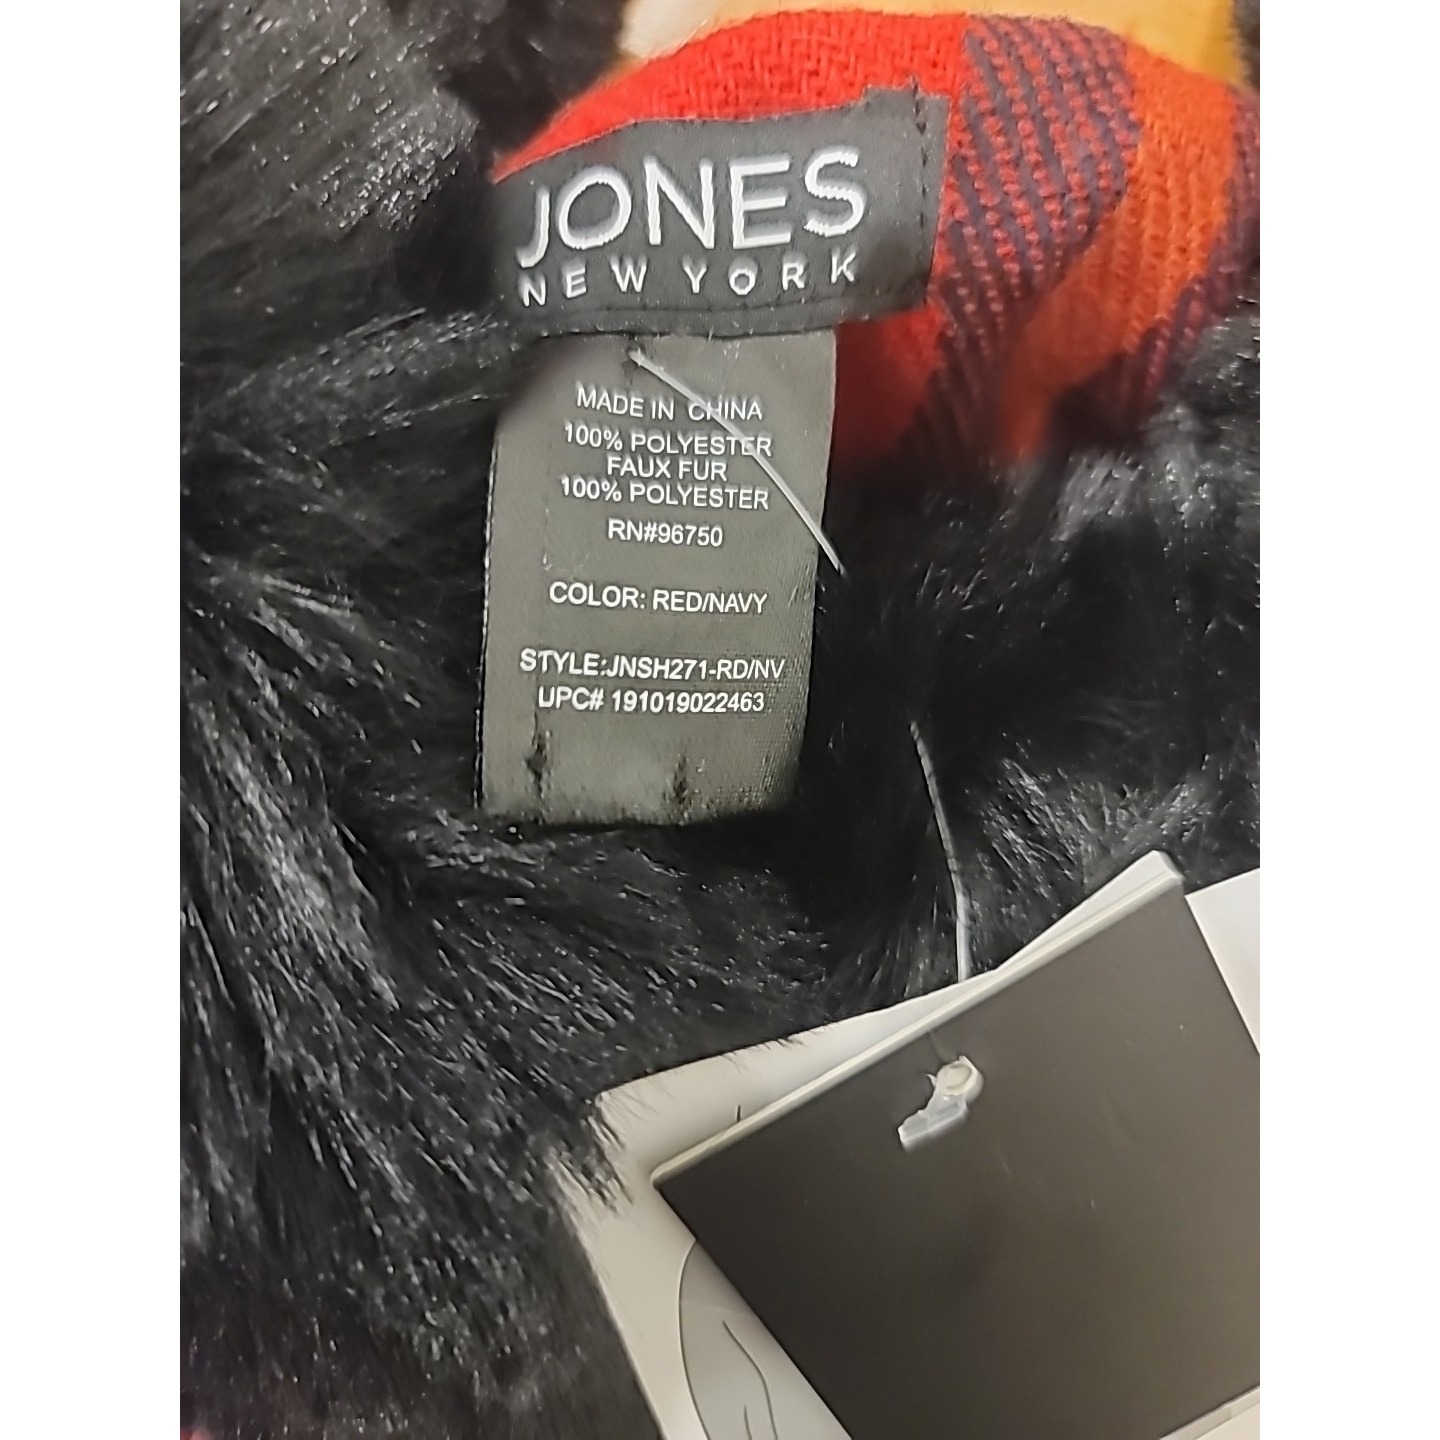 JONES
NEW YORK
MADE IN CHINA
100% POLYESTER
FAUX FUR
100% POLYESTER
RN#96750
COLOR: RED/NAVY
STYLE:JNSH271-RD/NV
UPC# 191019022463